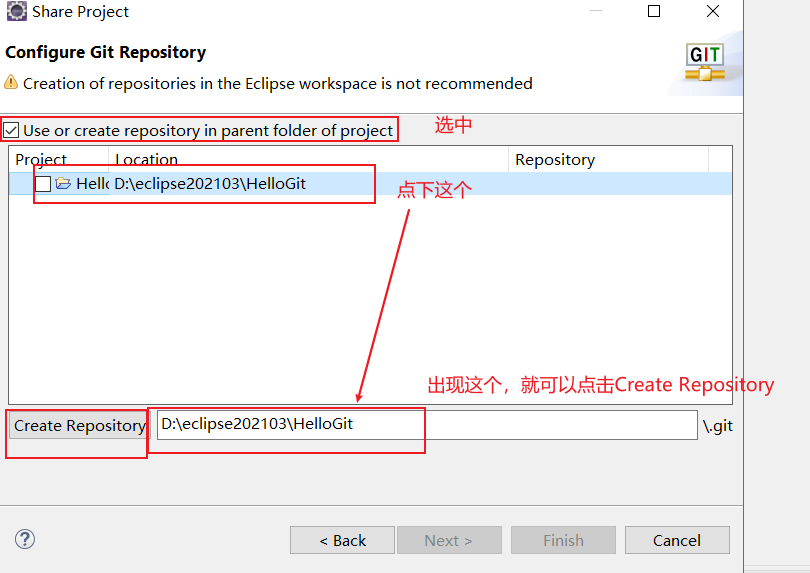 Share Project
Configure Git Repository
GIT
Creation of repositories in the Eclipse workspace is not recommended
Use or create repository in parent folder of project
选中
Project Location Repository
Hello D:\eclipse202103\HelloGit
点下这个
出现这个，就可以点击Create Repository
Create Repository D:\eclipse202103\HelloGit \.git
? < Back Next > Finish Cancel